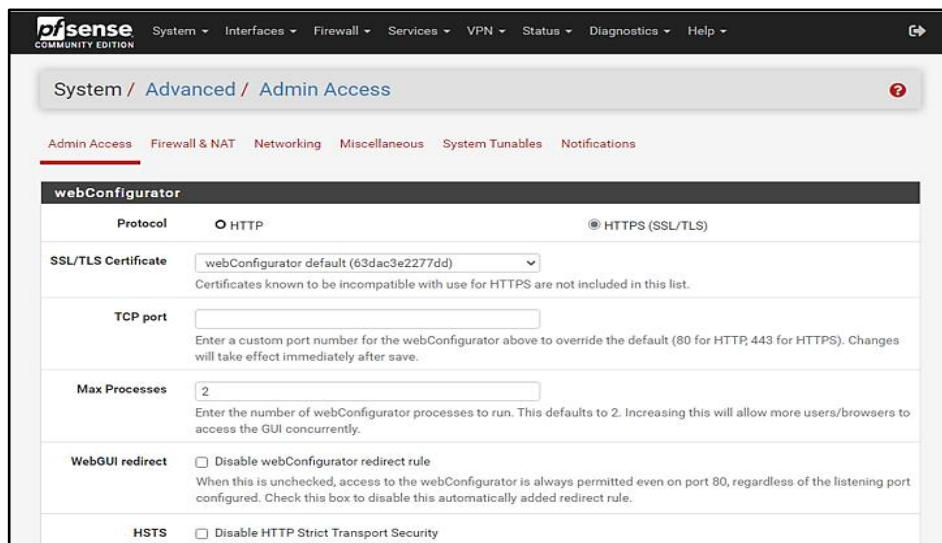 pfsense System Interfaces Firewall Services VPN Status Diagnostics Help
COMMUNITY EDITION
System / Advanced / Admin Access
Admin Access Firewall & NAT Networking Miscellaneous System Tunables Notifications
webConfigurator
Protocol HTTP HTTPS (SSL/TLS)
SSL/TLS Certificate webConfigurator default (63dac3e2277dd)
Certificates known to be incompatible with use for HTTPS are not included in this list.
TCP port
Enter a custom port number for the webConfigurator above to override the default (80 for HTTP, 443 for HTTPS). Changes
will take effect immediately after save.
Max Processes 2
Enter the number of webConfigurator processes to run. This defaults to 2. Increasing this will allow more users/browsers to
access the GUI concurrently.
WebGUI redirect Disable webConfigurator redirect rule
When this is unchecked, access to the webConfigurator is always permitted even on port 80, regardless of the listening port
configured. Check this box to disable this automatically added redirect rule.
HSTS Disable HTTP Strict Transport Security